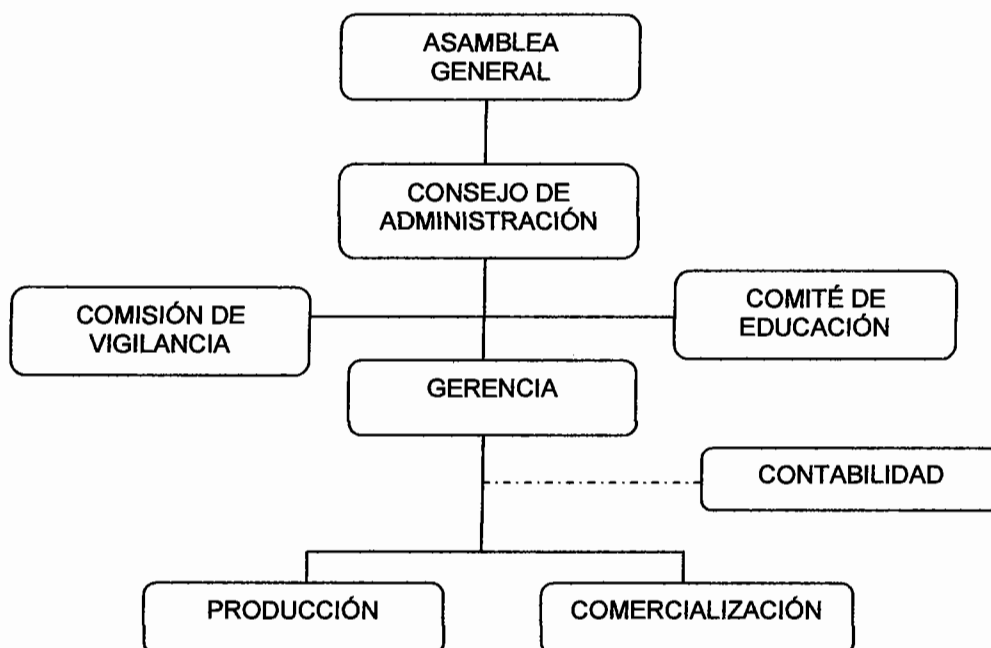 ASAMBLEA
GENERAL
CONSEJO DE
ADMINISTRACIÓN
COMISIÓN DE
VIGILANCIA
COMITÉ DE
EDUCACIÓN
GERENCIA
CONTABILIDAD
PRODUCCIÓN
COMERCIALIZACIÓN